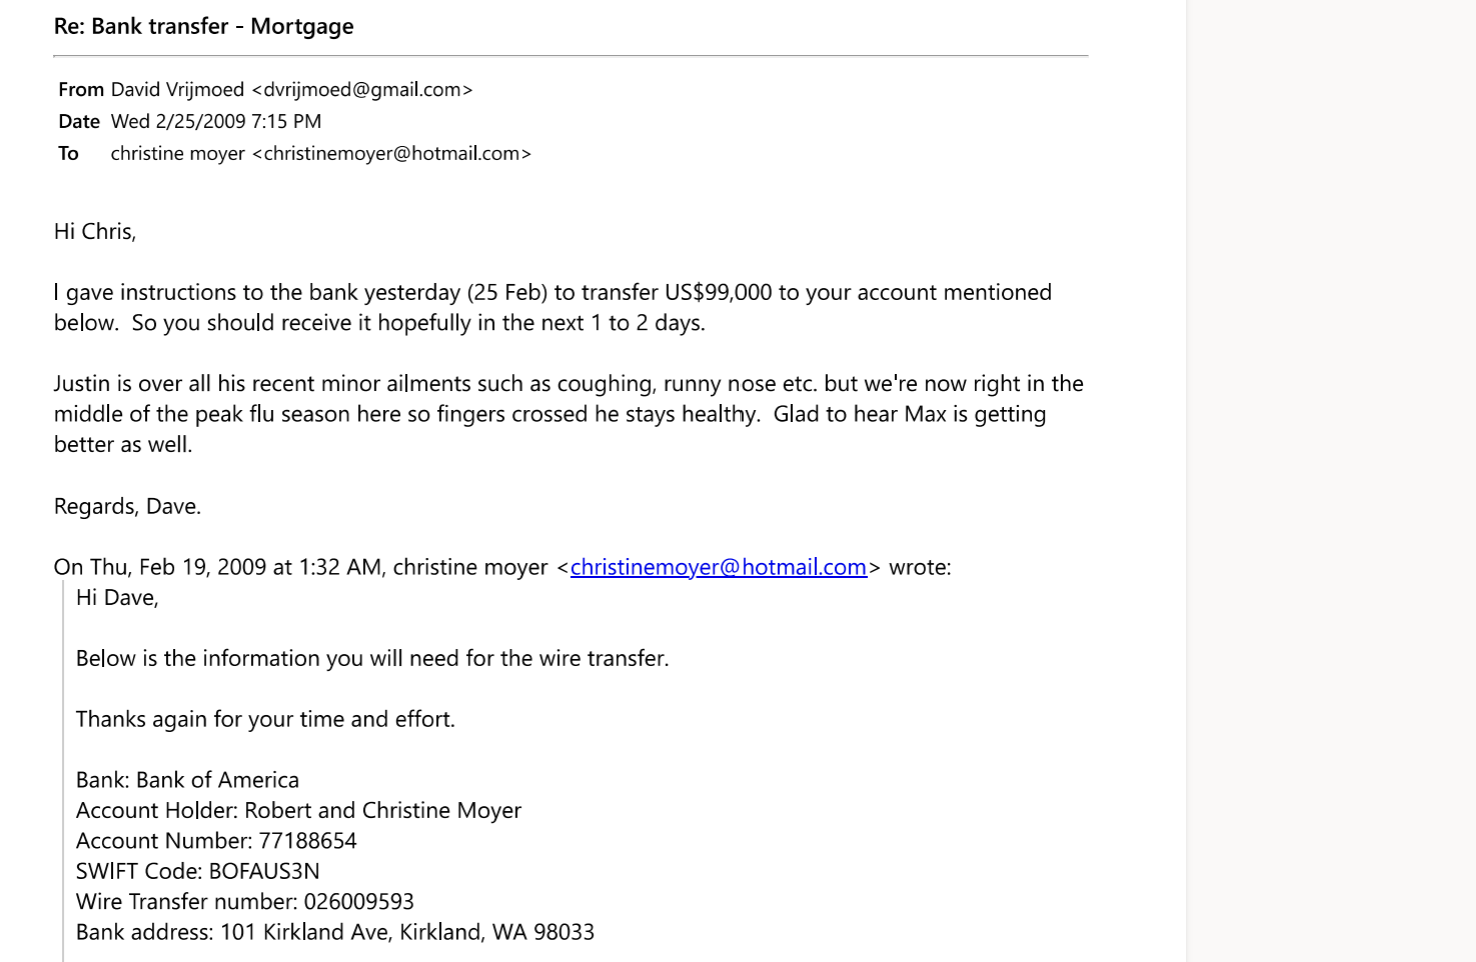 Re: Bank transfer - Mortgage
From David Vrijmoed <dvrijmoed@gmail.com>
Date Wed 2/25/2009 7:15 PM
To christine moyer <christinemoyer@hotmail.com>
Hi Chris,
I gave instructions to the bank yesterday (25 Feb) to transfer US$99,000 to your account mentioned
below.  So you should receive it hopefully in the next 1 to 2 days.
Justin is over all his recent minor ailments such as coughing, runny nose etc. but we're now right in the
middle of the peak flu season here so fingers crossed he stays healthy.  Glad to hear Max is getting
better as well.
Regards, Dave.
On Thu, Feb 19, 2009 at 1:32 AM, christine moyer <christinemoyer@hotmail.com> wrote:
Hi Dave,
Below is the information you will need for the wire transfer.
Thanks again for your time and effort.
Bank: Bank of America
Account Holder: Robert and Christine Moyer
Account Number: 77188654
SWIFT Code: BOFAUS3N
Wire Transfer number: 026009593
Bank address: 101 Kirkland Ave, Kirkland, WA 98033